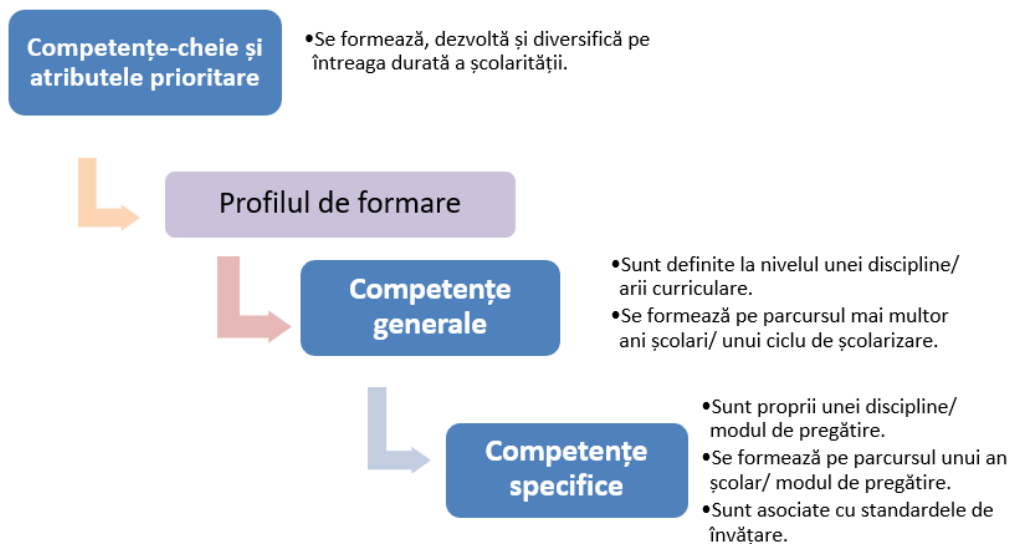 Competențe-cheie și
atributele prioritare
•Se formează, dezvoltă și diversifică pe
întreaga durată a școlarității.
Profilul de formare
Competențe
generale
•Sunt definite la nivelul unei discipline/
arii curriculare.
•Se formează pe parcursul mai multor
ani școlari/ unui ciclu de școlarizare.
Competențe
specifice
•Sunt proprii unei discipline/
modul de pregătire.
•Se formează pe parcursul unui an
școlar/ modul de pregătire.
•Sunt asociate cu standardele de
învățare.